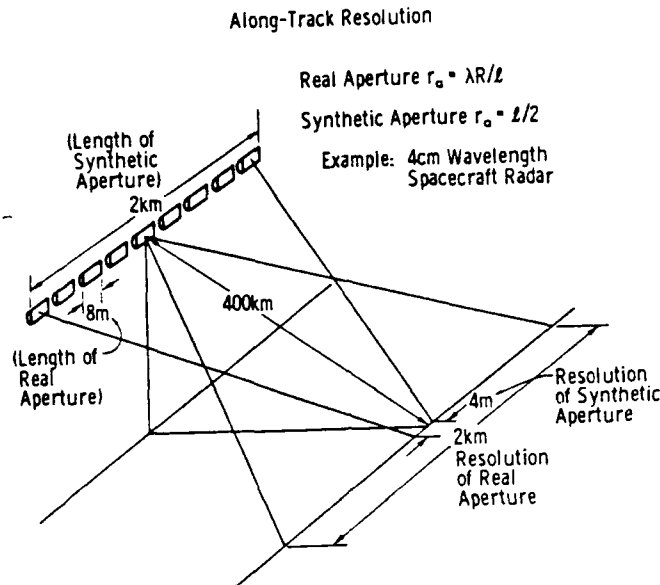 Along-Track Resolution
Real Aperture rₐ = λR/ℓ
Synthetic Aperture rₐ = ℓ/2
Example: 4cm Wavelength
Spacecraft Radar
(Length of
Synthetic
Aperture)
2km
8m
(Length of
Real
Aperture)
400km
4m
Resolution
of Synthetic
Aperture
2km
Resolution
of Real
Aperture